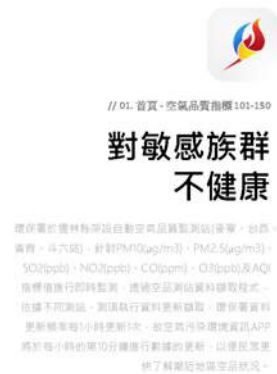 // 01. 首頁 - 空氣品質指標 101-150
對敏感族群
不健康
環保署於雲林縣架設自動空氣品質監測站(麥寮、台西、
崙背、斗六站)，針對PM10(μg/m3)、PM2.5(μg/m3)、
SO2(ppb)、NO2(ppb)、CO(ppm)、O3(ppb)及AQI
指標值進行即時監測，透過空品測站資料擷取程式，
依據不同測站、測項執行資料更新擷取，環保署資料
更新頻率每1小時更新1次，故空氣污染環境資訊APP
將於每小時的第10分鐘進行數據的更新，以便民眾更
快了解鄰近地區空品狀況。